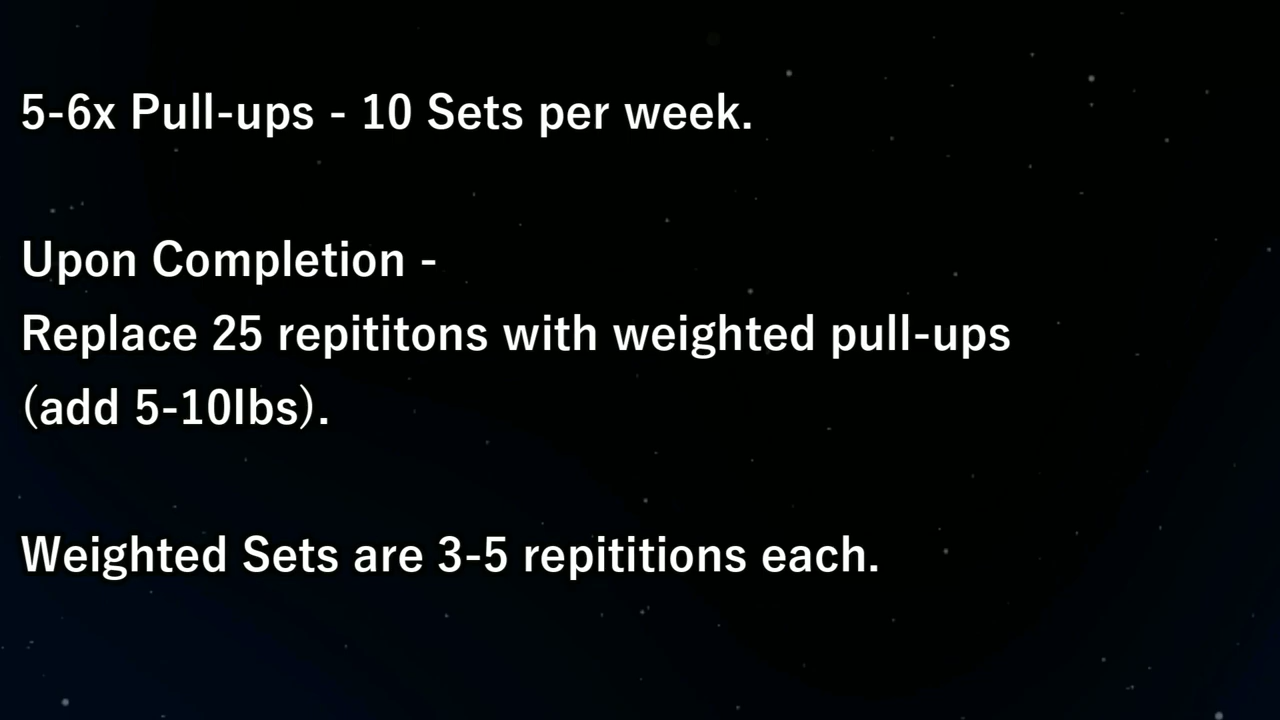 5-6x Pull-ups - 10 Sets per week.
Upon Completion -
Replace 25 repititons with weighted pull-ups
(add 5-10lbs).
Weighted Sets are 3-5 repititions each.